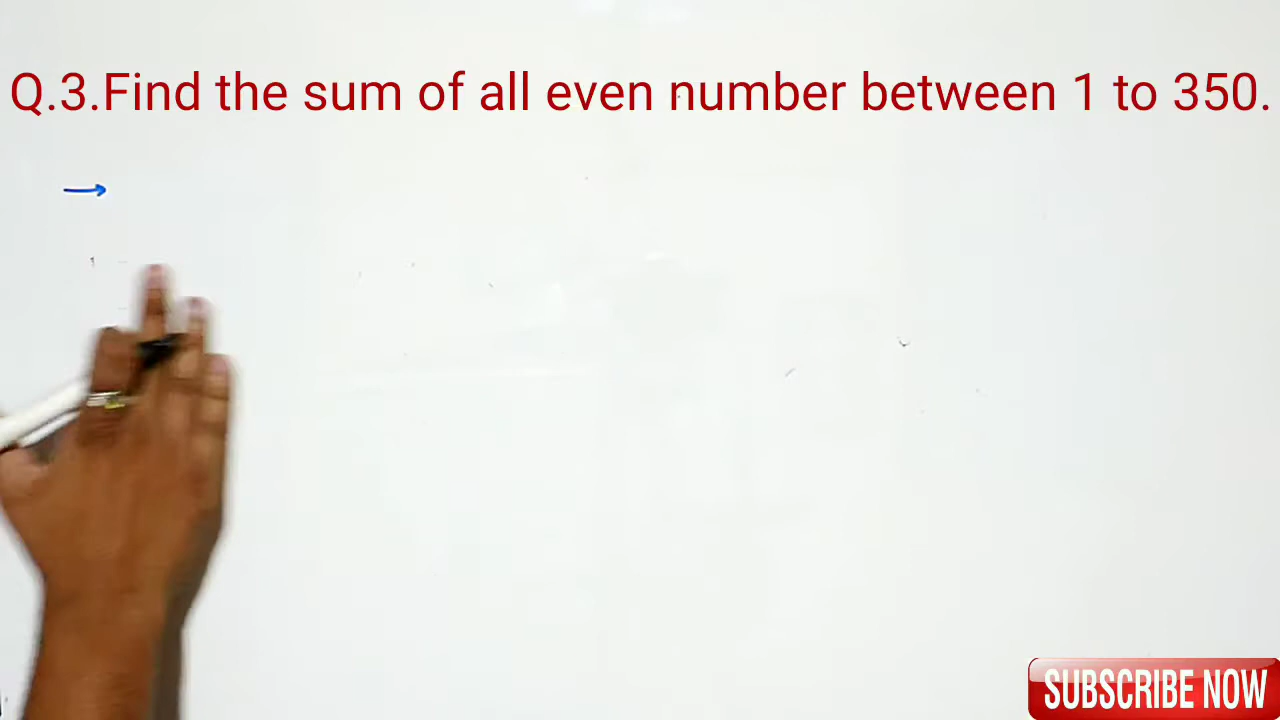 Q.3.Find the sum of all even number between 1 to 350.
→
SUBSCRIBE NOW